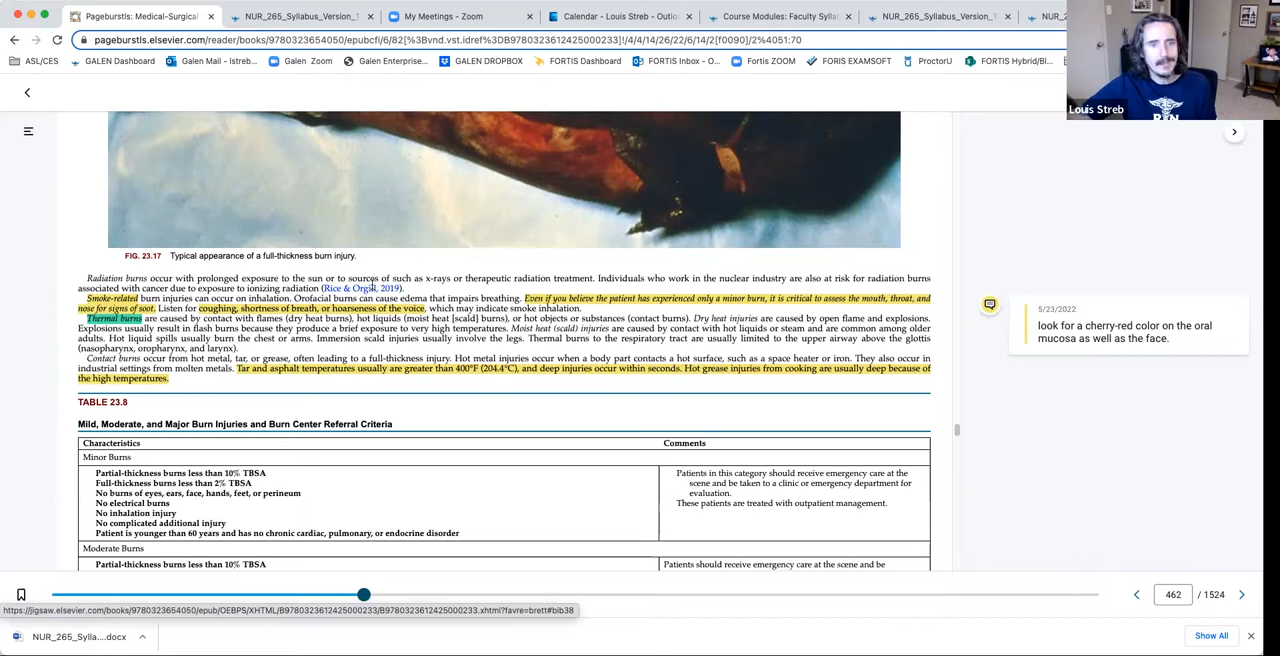 Pageburstls: Medical-Surgical
NUR_265_Syllabus_Version_1
My Meetings - Zoom
Calendar - Louis Streb - Outlo
Course Modules: Faculty Sylla
NUR_265_Syllabus_Version_1
NUR_2
pageburstls.elsevier.com/reader/books/9780323654050/epubcfi/6/82[%3Bvnd.vst.idref%3DB9780323612425000233]!/4/4/14/26/22/6/14/2[f0090]/2%4051:70
ASL/CES
GALEN Dashboard
Galen Mail - lstreb...
Galen Zoom
Galen Enterprise...
GALEN DROPBOX
FORTIS Dashboard
FORTIS Inbox - O...
Fortis ZOOM
FORIS EXAMSOFT
ProctorU
FORTIS Hybrid/Bl...
Louis Streb
RN
FIG. 23.17 Typical appearance of a full-thickness burn injury.
Radiation burns occur with prolonged exposure to the sun or to sources of such as x-rays or therapeutic radiation treatment. Individuals who work in the nuclear industry are also at risk for radiation burns
associated with cancer due to exposure to ionizing radiation (Rice & Orgill, 2019).
Smoke-related burn injuries can occur on inhalation. Orofacial burns can cause edema that impairs breathing. Even if you believe the patient has experienced only a minor burn, it is critical to assess the mouth, throat, and
nose for signs of soot. Listen for coughing, shortness of breath, or hoarseness of the voice, which may indicate smoke inhalation.
Thermal burns are caused by contact with flames (dry heat burns), hot liquids (moist heat [scald] burns), or hot objects or substances (contact burns). Dry heat injuries are caused by open flame and explosions.
Explosions usually result in flash burns because they produce a brief exposure to very high temperatures. Moist heat (scald) injuries are caused by contact with hot liquids or steam and are common among older
adults. Hot liquid spills usually burn the chest or arms. Immersion scald injuries usually involve the legs. Thermal burns to the respiratory tract are usually limited to the upper airway above the glottis
(nasopharynx, oropharynx, and larynx).
Contact burns occur from hot metal, tar, or grease, often leading to a full-thickness injury. Hot metal injuries occur when a body part contacts a hot surface, such as a space heater or iron. They also occur in
industrial settings from molten metals. Tar and asphalt temperatures usually are greater than 400°F (204.4°C), and deep injuries occur within seconds. Hot grease injuries from cooking are usually deep because of
the high temperatures.
5/23/2022
look for a cherry-red color on the oral
mucosa as well as the face.
TABLE 23.8
Mild, Moderate, and Major Burn Injuries and Burn Center Referral Criteria
Characteristics
Comments
Minor Burns
Partial-thickness burns less than 10% TBSA
Full-thickness burns less than 2% TBSA
No burns of eyes, ears, face, hands, feet, or perineum
No electrical burns
No inhalation injury
No complicated additional injury
Patient is younger than 60 years and has no chronic cardiac, pulmonary, or endocrine disorder
Patients in this category should receive emergency care at the
scene and be taken to a clinic or emergency department for
evaluation.
These patients are treated with outpatient management.
Moderate Burns
Partial-thickness burns less than 10% TBSA
Patients should receive emergency care at the scene and be
462 / 1524
https://jigsaw.elsevier.com/books/9780323654050/epub/OEBPS/XHTML/B9780323612425000233/B9780323612425000233.xhtml?favre=brett#bib38
NUR_265_Sylla....docx
Show All